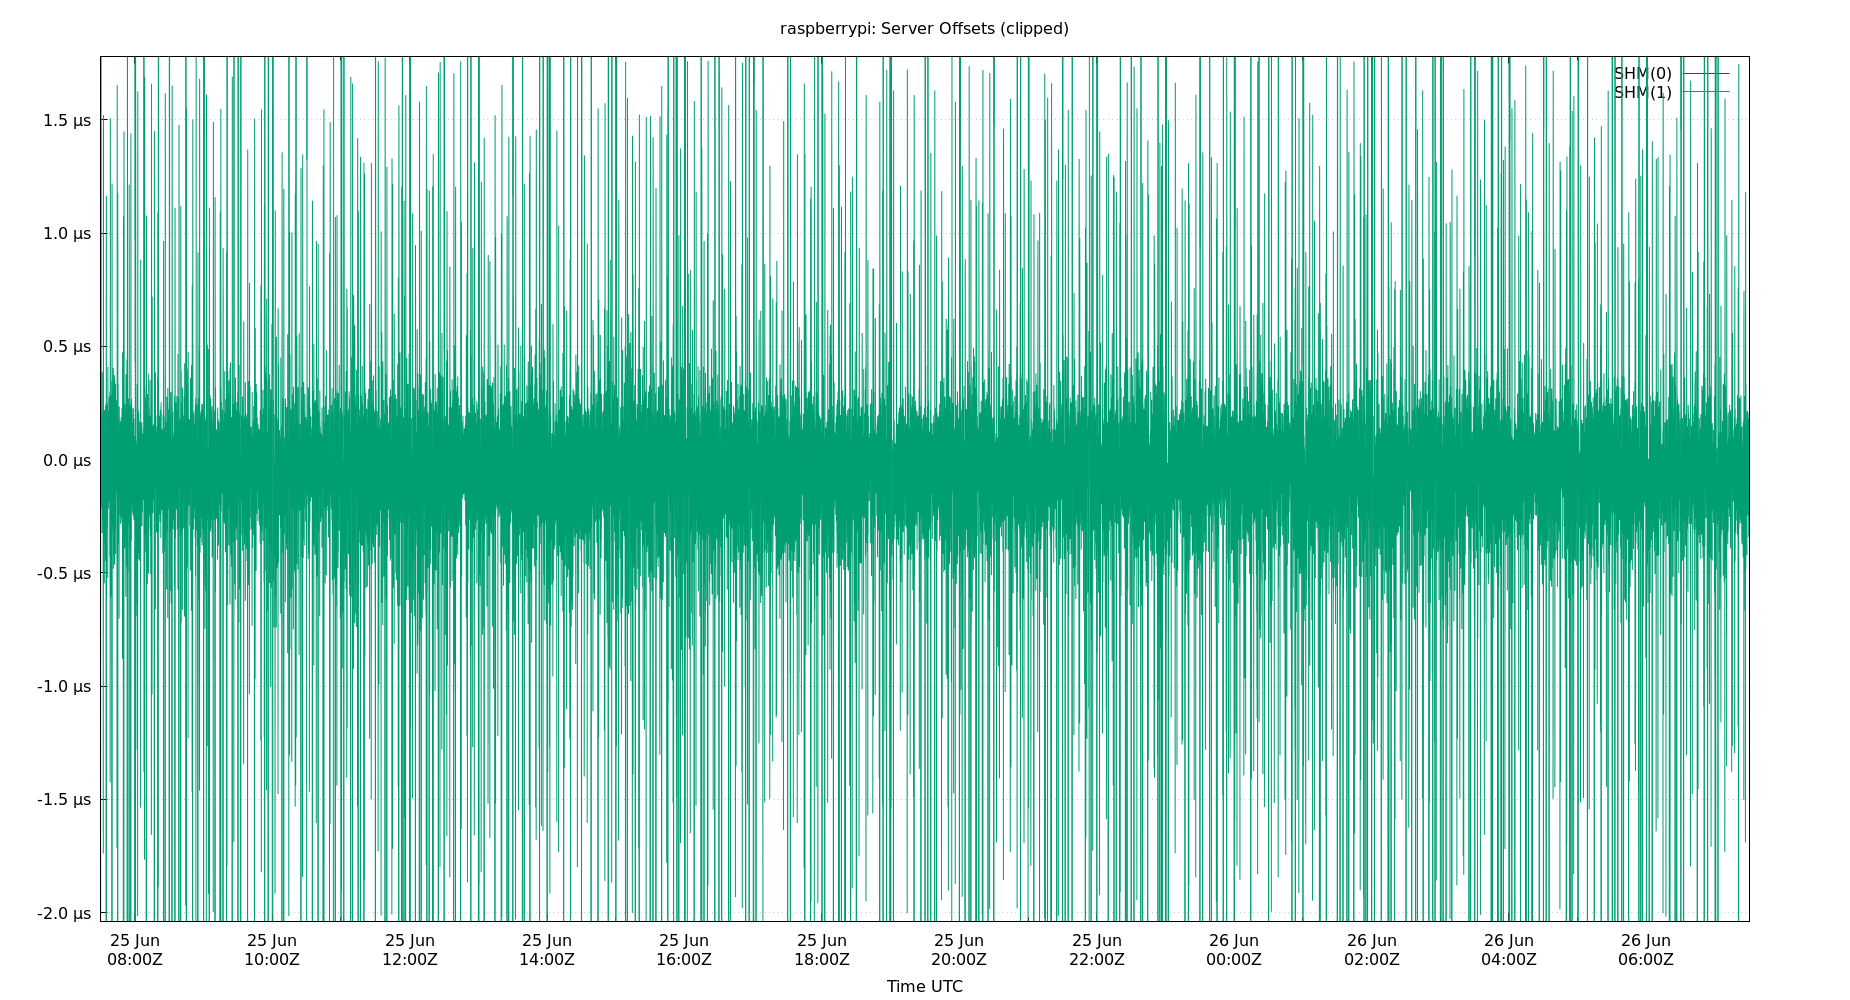 raspberrypi: Server Offsets (clipped)
SHM(0)
SHM(1)
1.5 µs
1.0 µs
0.5 µs
0.0 µs
-0.5 µs
-1.0 µs
-1.5 µs
-2.0 µs
25 Jun 25 Jun 25 Jun 25 Jun 25 Jun 25 Jun 25 Jun 25 Jun 26 Jun 26 Jun 26 Jun 26 Jun
08:00Z 10:00Z 12:00Z 14:00Z 16:00Z 18:00Z 20:00Z 22:00Z 00:00Z 02:00Z 04:00Z 06:00Z
Time UTC